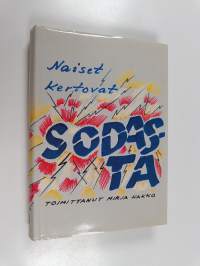 Naiset
kertovat
SODAS-
TA
TOIMITTANUT MIRJA HAKKO